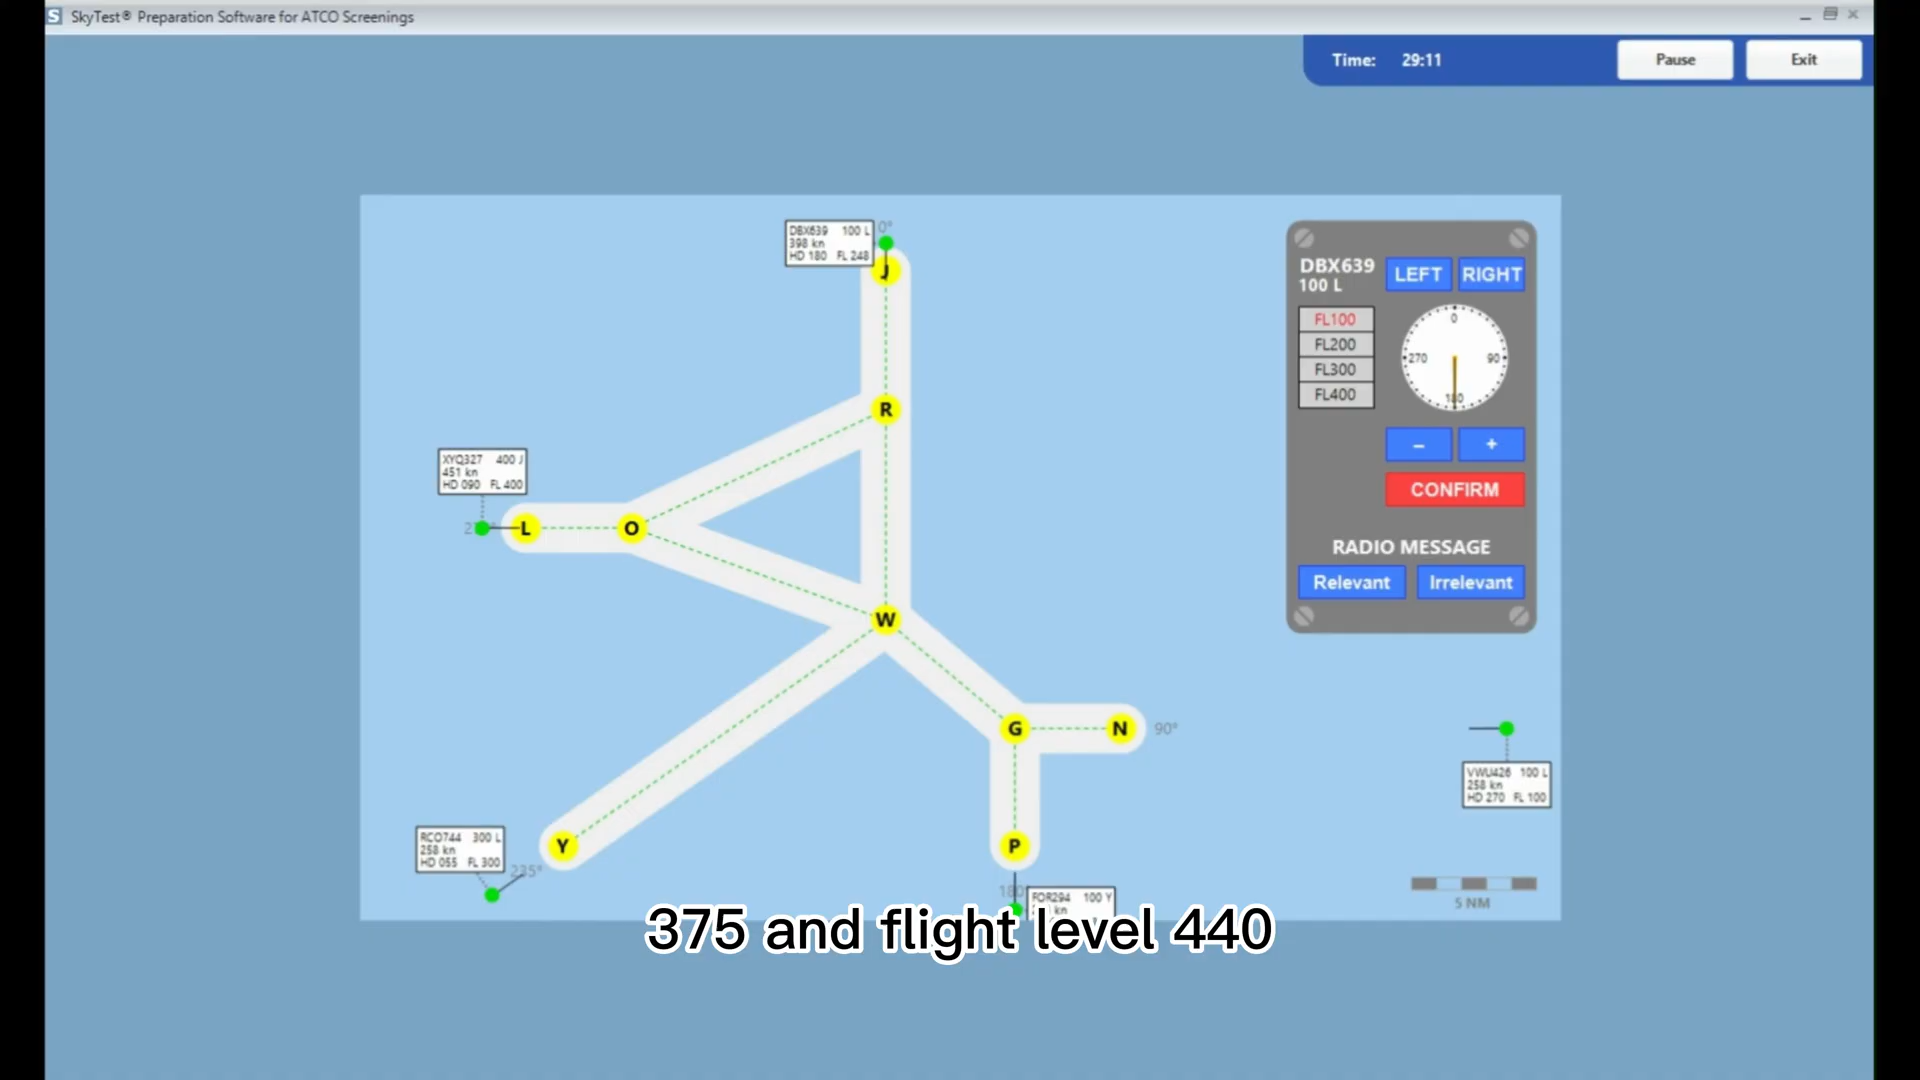 S SkyTest® Preparation Software for ATCO Screenings
Time: 29:11 Pause Exit
DBX639 100 L
398 kn
HD 180 FL 248
0°
J
R
XYQ327 400 J
451 kn
HD 090 FL 400
L
O
W
G
N
90°
P
Y
235°
RCO744 300 L
258 kn
HD 055 FL 300
180°
FOR294 100 Y
kn
VWU426 100 L
258 kn
HD 270 FL 100
5 NM
DBX639
100 L
LEFT RIGHT
FL100
FL200
FL300
FL400
0
270 90
180
– +
CONFIRM
RADIO MESSAGE
Relevant Irrelevant
375 and flight level 440